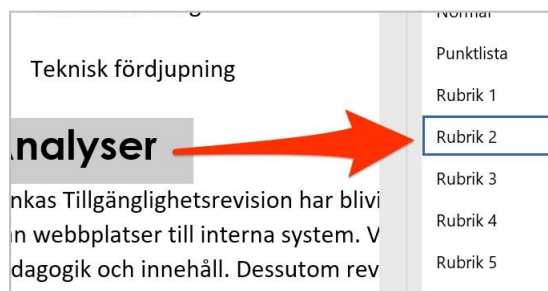 Teknisk fördjupning
nalyser
nkas Tillgänglighetsrevision har blivi
n webbplatser till interna system. V
dagogik och innehåll. Dessutom rev
Normal
Punktlista
Rubrik 1
Rubrik 2
Rubrik 3
Rubrik 4
Rubrik 5